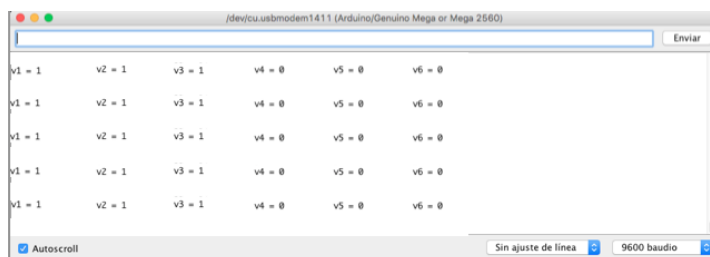 /dev/cu.usbmodem1411 (Arduino/Genuino Mega or Mega 2560)
Enviar
v1 = 1 v2 = 1 v3 = 1 v4 = 0 v5 = 0 v6 = 0
v1 = 1 v2 = 1 v3 = 1 v4 = 0 v5 = 0 v6 = 0
v1 = 1 v2 = 1 v3 = 1 v4 = 0 v5 = 0 v6 = 0
v1 = 1 v2 = 1 v3 = 1 v4 = 0 v5 = 0 v6 = 0
v1 = 1 v2 = 1 v3 = 1 v4 = 0 v5 = 0 v6 = 0
Autoscroll Sin ajuste de línea 9600 baudio